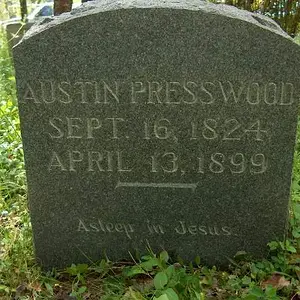 AUSTIN PRESSWOOD
SEPT. 16, 1824
APRIL 13, 1899
Asleep in Jesus.